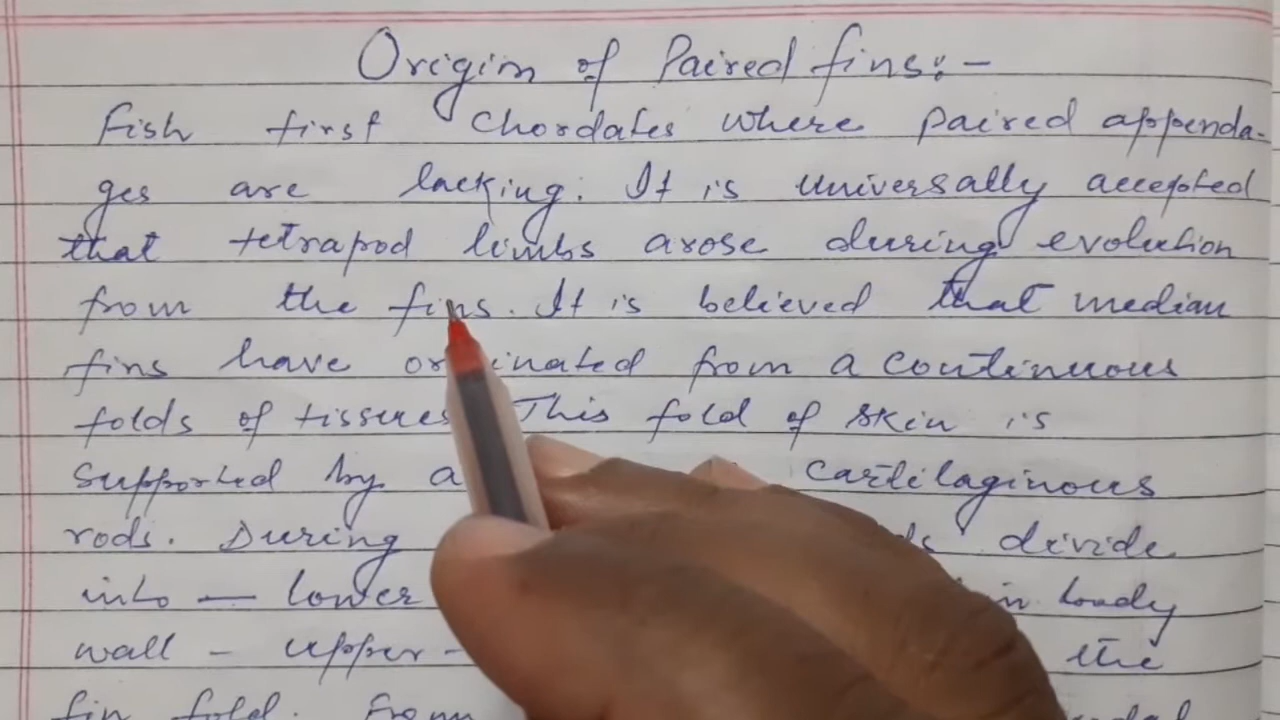 Origin of Paired fins:-
Fish first chordates where paired appenda-
ges are lacking. It is universally accepted
that tetrapod limbs arose during evolution
from the fins. It is believed that median
fins have originated from a continuous
folds of tissues This fold of skin is
supported by a cartilaginous
rods. During divide
into — lower in boady
wall - upper - the
fin fold. From